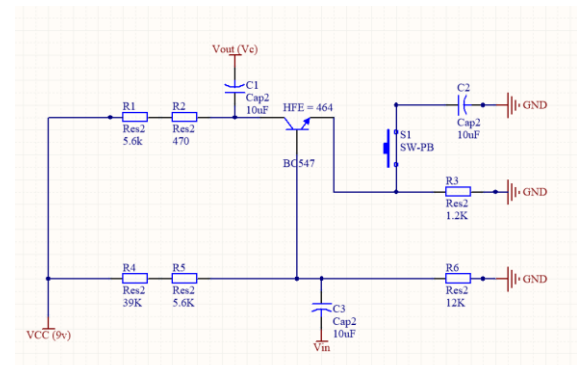 Vout (Vc)
C1
Cap2
10uF
HFE = 464
BC547
C2
Cap2
10uF
GND
S1
SW-PB
R1
Res2
5.6k
R2
Res2
470
R3
Res2
1.2K
GND
R4
Res2
39K
R5
Res2
5.6K
R6
Res2
12K
GND
C3
Cap2
10uF
Vin
VCC (9v)